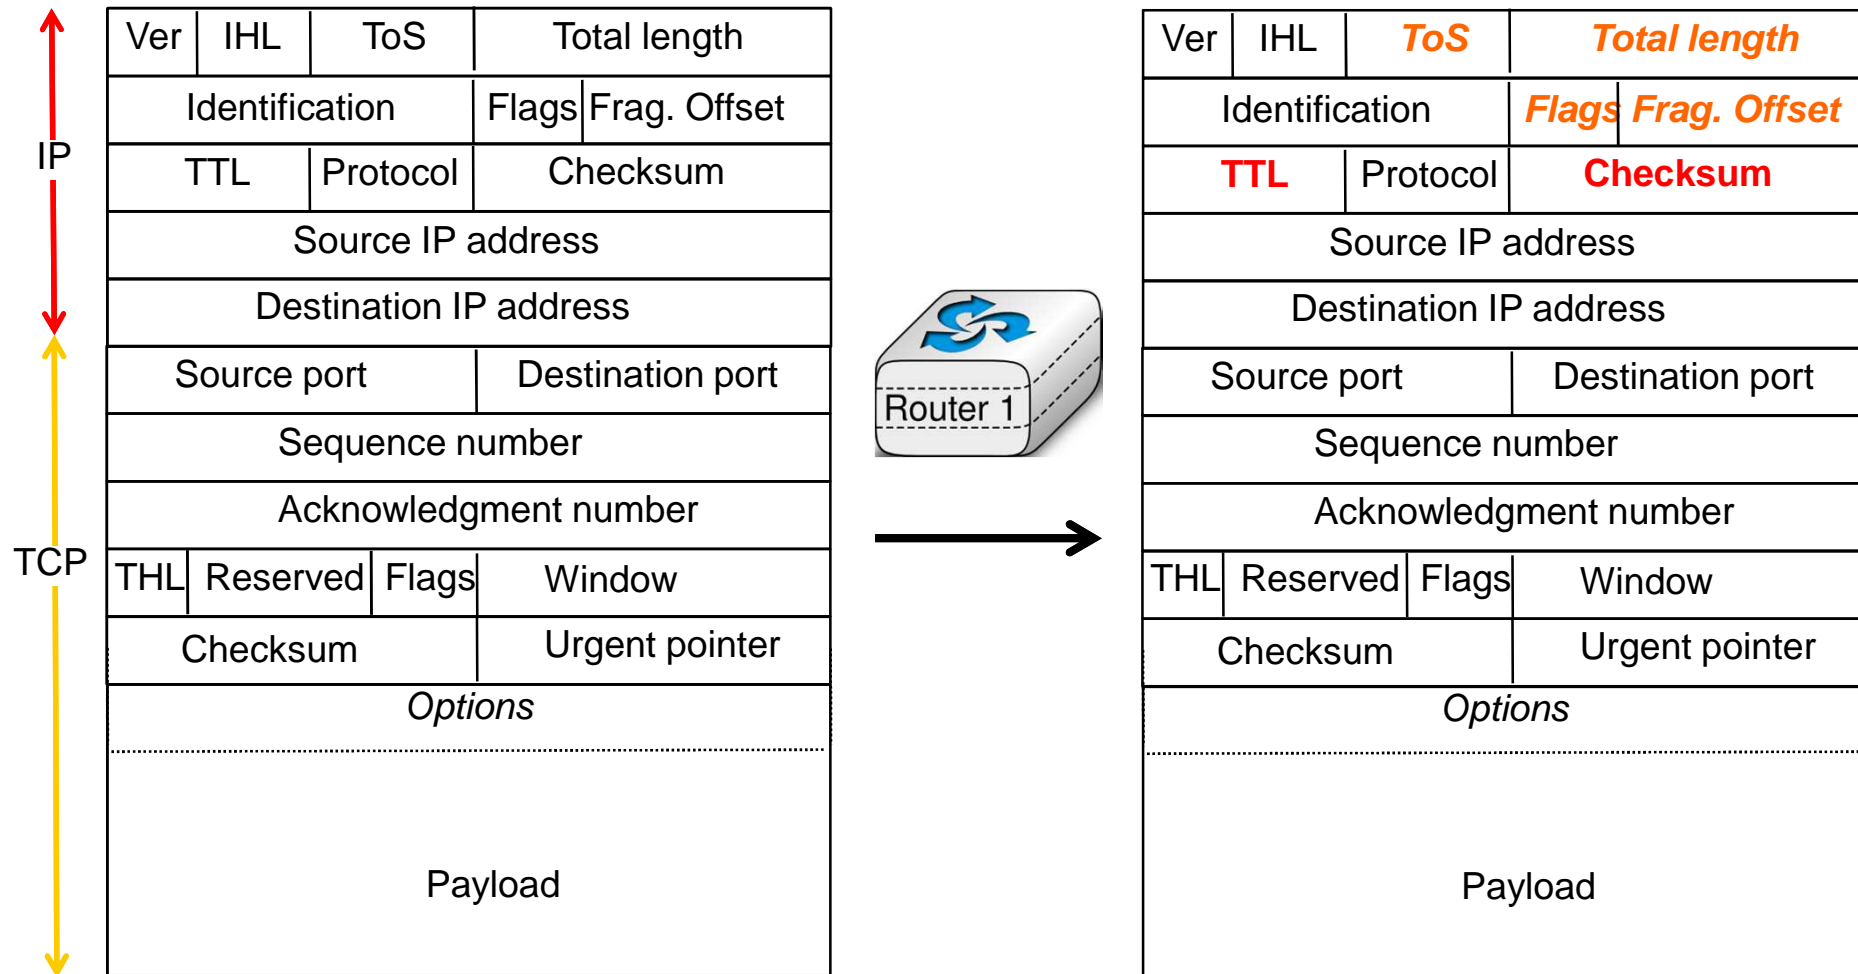 Ver IHL ToS Total length
Identification Flags Frag. Offset
IP
TTL Protocol Checksum
Source IP address
Destination IP address
Source port Destination port
Sequence number
Acknowledgment number
TCP
THL Reserved Flags Window
Checksum Urgent pointer
Options
Payload
Router 1
Ver IHL ToS Total length
Identification Flags Frag. Offset
TTL Protocol Checksum
Source IP address
Destination IP address
Source port Destination port
Sequence number
Acknowledgment number
THL Reserved Flags Window
Checksum Urgent pointer
Options
Payload